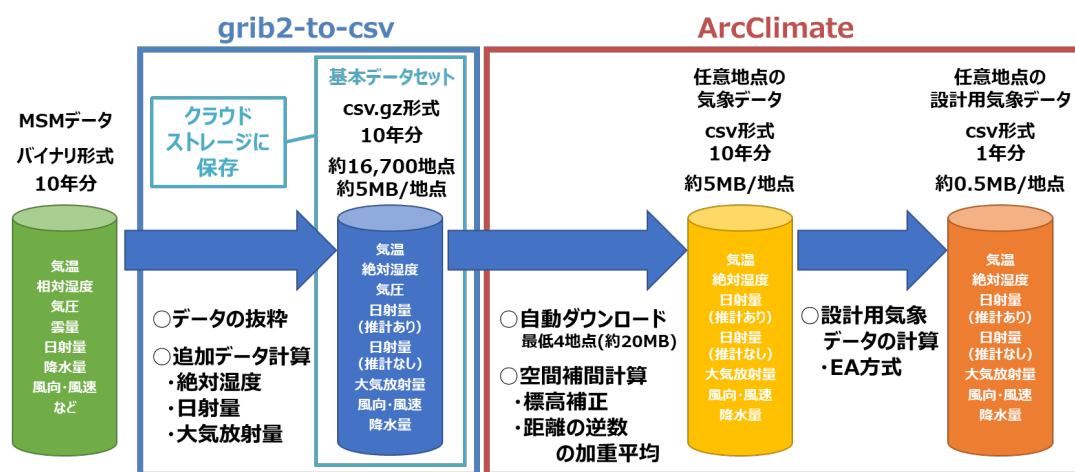 grib2-to-csv
ArcClimate
MSMデータ
バイナリ形式
10年分
気温
相対湿度
気圧
雲量
日射量
降水量
風向・風速
など
クラウド
ストレージに
保存
○データの抜粋
○追加データ計算
・絶対湿度
・日射量
・大気放射量
基本データセット
csv.gz形式
10年分
約16,700地点
約5MB/地点
気温
絶対湿度
気圧
日射量
(推計あり)
日射量
(推計なし)
大気放射量
風向・風速
降水量
○自動ダウンロード
最低4地点(約20MB)
○空間補間計算
・標高補正
・距離の逆数
の加重平均
任意地点の
気象データ
csv形式
10年分
約5MB/地点
気温
絶対湿度
日射量
(推計あり)
日射量
(推計なし)
大気放射量
風向・風速
降水量
○設計用気象
データの計算
・EA方式
任意地点の
設計用気象データ
csv形式
1年分
約0.5MB/地点
気温
絶対湿度
日射量
(推計あり)
日射量
(推計なし)
大気放射量
風向・風速
降水量